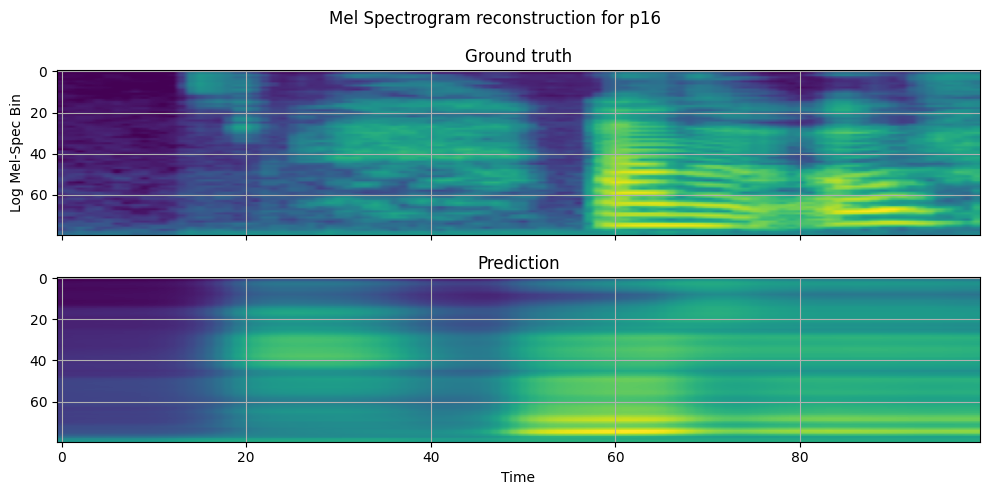 Mel Spectrogram reconstruction for p16
Ground truth
0
20
40
60
Log Mel-Spec Bin
Prediction
0
20
40
60
0 20 40 60 80
Time